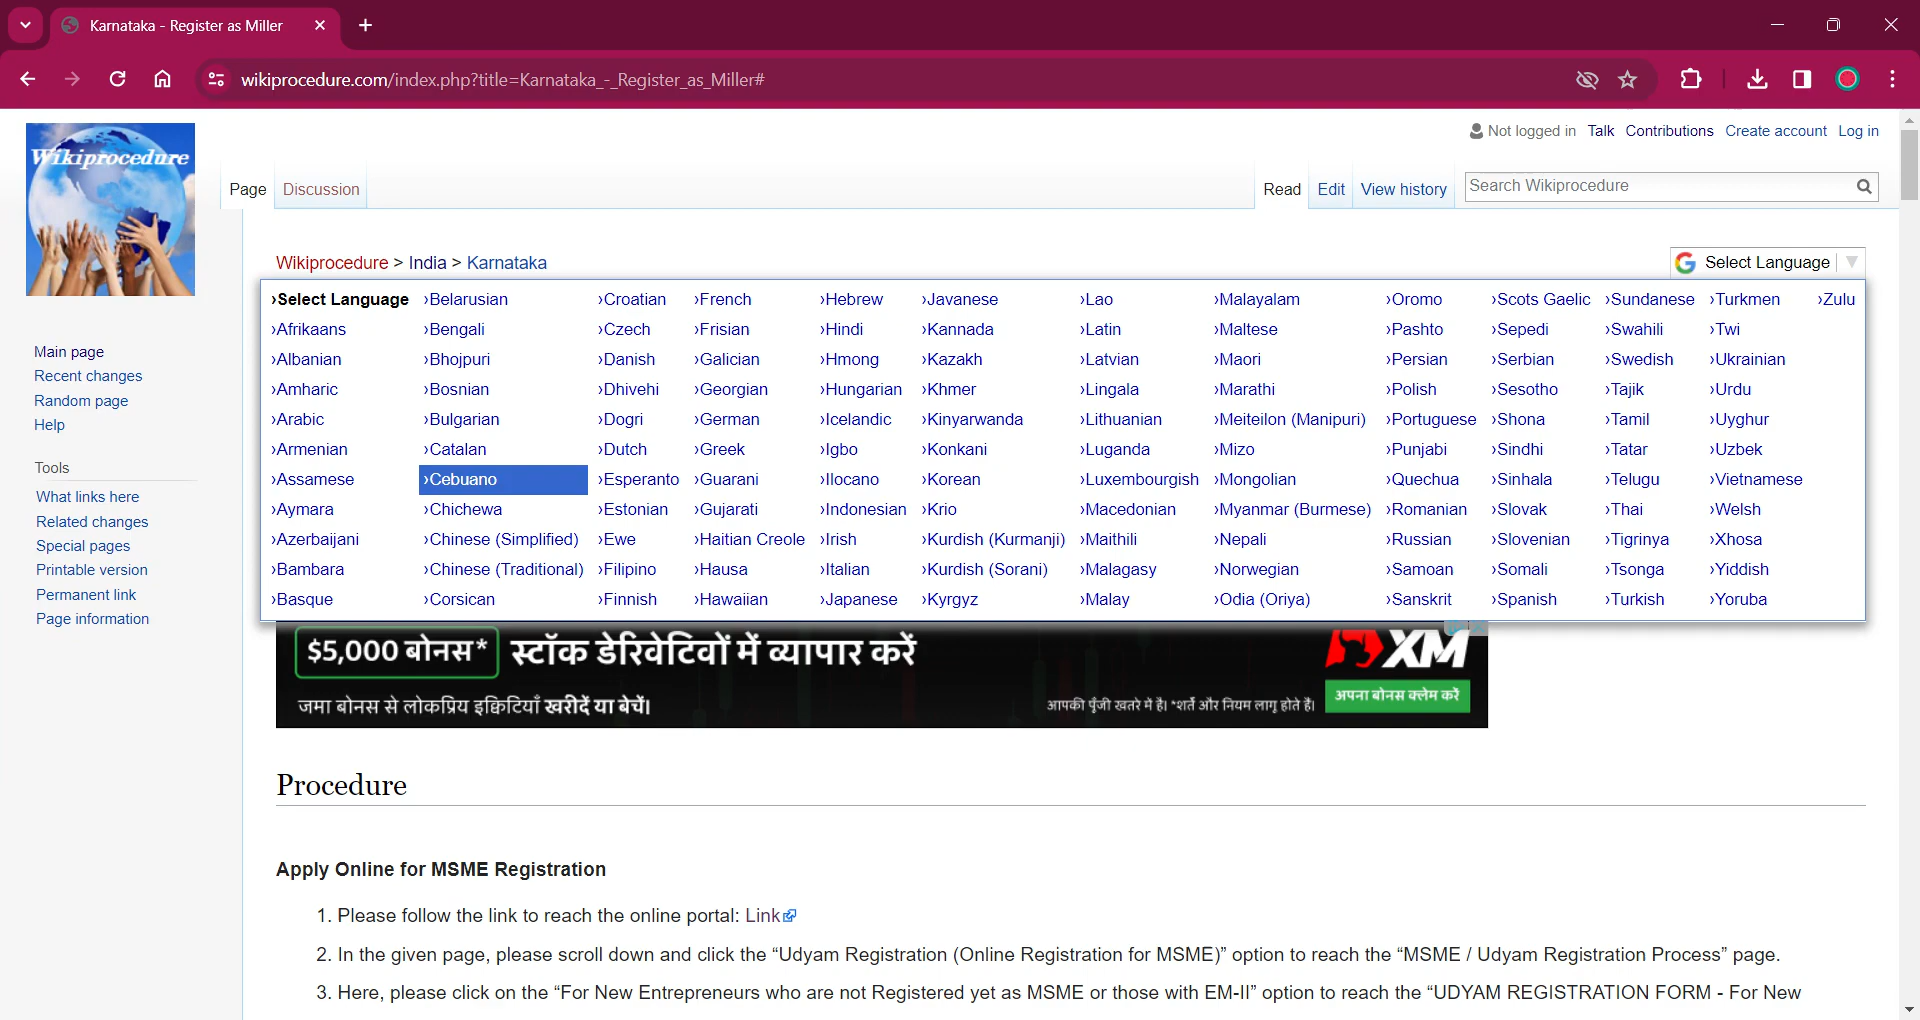 Karnataka - Register as Miller
wikiprocedure.com/index.php?title=Karnataka_-_Register_as_Miller#
Wikiprocedure
Not logged in Talk Contributions Create account Log in
Page Discussion Read Edit View history Search Wikiprocedure
Main page
Recent changes
Random page
Help
Tools
What links here
Related changes
Special pages
Printable version
Permanent link
Page information
Wikiprocedure > India > Karnataka
Select Language
›Select Language ›Belarusian ›Croatian ›French ›Hebrew ›Javanese ›Lao ›Malayalam ›Oromo ›Scots Gaelic ›Sundanese ›Turkmen ›Zulu
›Afrikaans ›Bengali ›Czech ›Frisian ›Hindi ›Kannada ›Latin ›Maltese ›Pashto ›Sepedi ›Swahili ›Twi
›Albanian ›Bhojpuri ›Danish ›Galician ›Hmong ›Kazakh ›Latvian ›Maori ›Persian ›Serbian ›Swedish ›Ukrainian
›Amharic ›Bosnian ›Dhivehi ›Georgian ›Hungarian ›Khmer ›Lingala ›Marathi ›Polish ›Sesotho ›Tajik ›Urdu
›Arabic ›Bulgarian ›Dogri ›German ›Icelandic ›Kinyarwanda ›Lithuanian ›Meiteilon (Manipuri) ›Portuguese ›Shona ›Tamil ›Uyghur
›Armenian ›Catalan ›Dutch ›Greek ›Igbo ›Konkani ›Luganda ›Mizo ›Punjabi ›Sindhi ›Tatar ›Uzbek
›Assamese ›Cebuano ›Esperanto ›Guarani ›Ilocano ›Korean ›Luxembourgish ›Mongolian ›Quechua ›Sinhala ›Telugu ›Vietnamese
›Aymara ›Chichewa ›Estonian ›Gujarati ›Indonesian ›Krio ›Macedonian ›Myanmar (Burmese) ›Romanian ›Slovak ›Thai ›Welsh
›Azerbaijani ›Chinese (Simplified) ›Ewe ›Haitian Creole ›Irish ›Kurdish (Kurmanji) ›Maithili ›Nepali ›Russian ›Slovenian ›Tigrinya ›Xhosa
›Bambara ›Chinese (Traditional) ›Filipino ›Hausa ›Italian ›Kurdish (Sorani) ›Malagasy ›Norwegian ›Samoan ›Somali ›Tsonga ›Yiddish
›Basque ›Corsican ›Finnish ›Hawaiian ›Japanese ›Kyrgyz ›Malay ›Odia (Oriya) ›Sanskrit ›Spanish ›Turkish ›Yoruba
$5,000 बोनस* स्टॉक डेरिवेटिवों में व्यापार करें XM
जमा बोनस से लोकप्रिय इक्विटियाँ खरीदें या बेचें। आपकी पूँजी खतरे में है। *शर्तें और नियम लागू होते हैं। अपना बोनस क्लेम करें
Procedure
Apply Online for MSME Registration
1. Please follow the link to reach the online portal: Link
2. In the given page, please scroll down and click the “Udyam Registration (Online Registration for MSME)” option to reach the “MSME / Udyam Registration Process” page.
3. Here, please click on the “For New Entrepreneurs who are not Registered yet as MSME or those with EM-II” option to reach the “UDYAM REGISTRATION FORM - For New